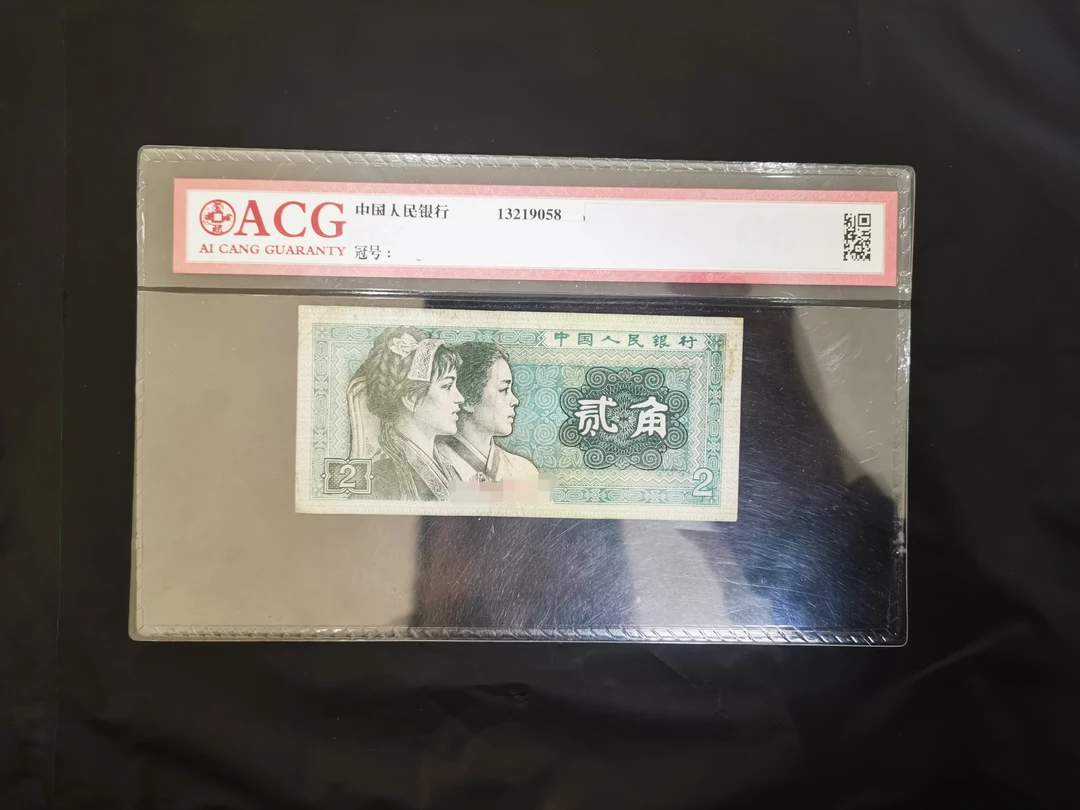 ACG
AI CANG GUARANTY
中国人民银行 13219058
冠号：
中国人民银行
贰角
2 2